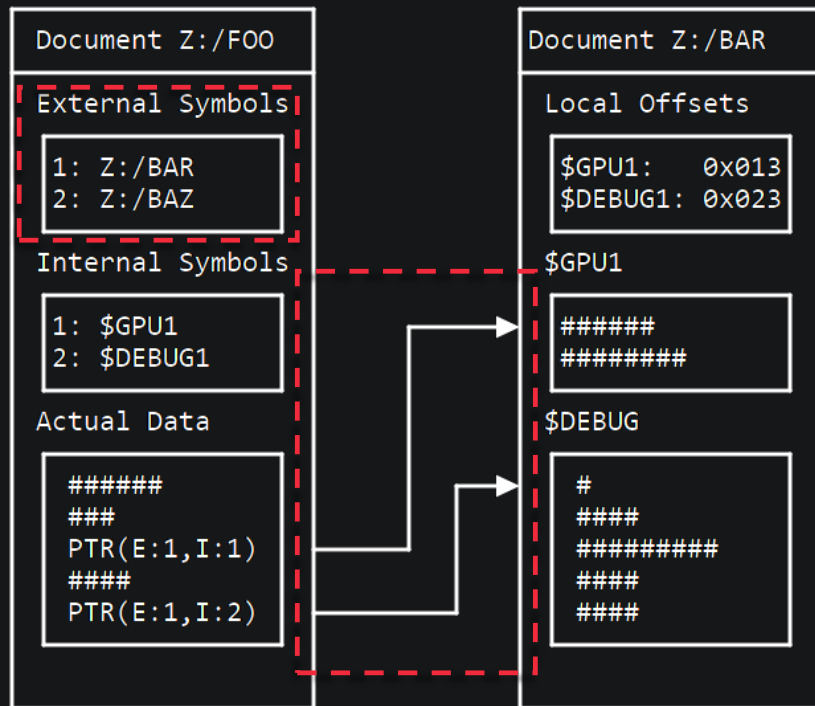 Document Z:/FOO
External Symbols
1: Z:/BAR
2: Z:/BAZ
Internal Symbols
1: $GPU1
2: $DEBUG1
Actual Data
######
###
PTR(E:1,I:1)
####
PTR(E:1,I:2)
Document Z:/BAR
Local Offsets
$GPU1: 0x013
$DEBUG1: 0x023
$GPU1
######
########
$DEBUG
#
####
#########
####
####